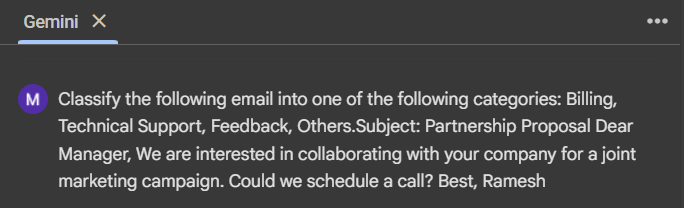 Gemini
M
Classify the following email into one of the following categories: Billing,
Technical Support, Feedback, Others.Subject: Partnership Proposal Dear
Manager, We are interested in collaborating with your company for a joint
marketing campaign. Could we schedule a call? Best, Ramesh